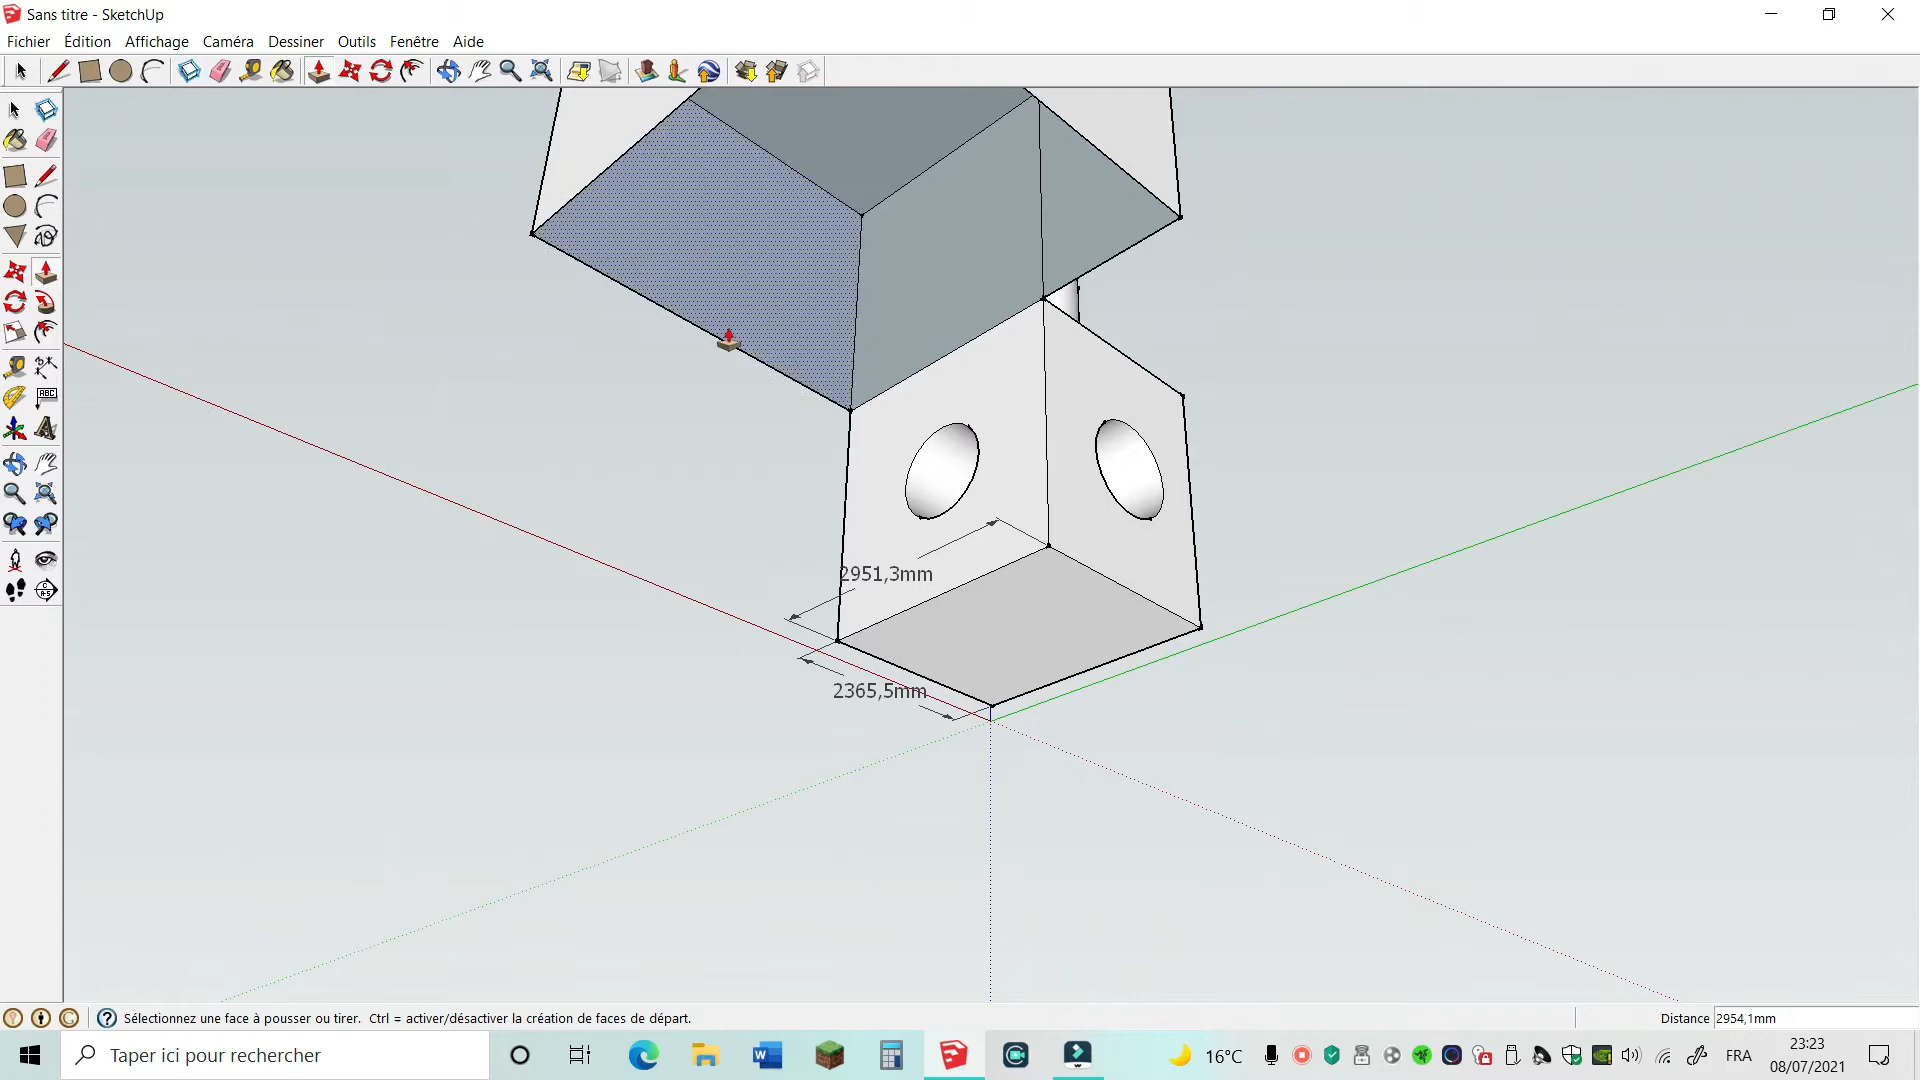 Sans titre - SketchUp
Fichier Édition Affichage Caméra Dessiner Outils Fenêtre Aide
ABC
2951,3mm
2365,5mm
Sélectionnez une face à pousser ou tirer. Ctrl = activer/désactiver la création de faces de départ.
Distance 2954,1mm
Taper ici pour rechercher
16°C
FRA
23:23
08/07/2021